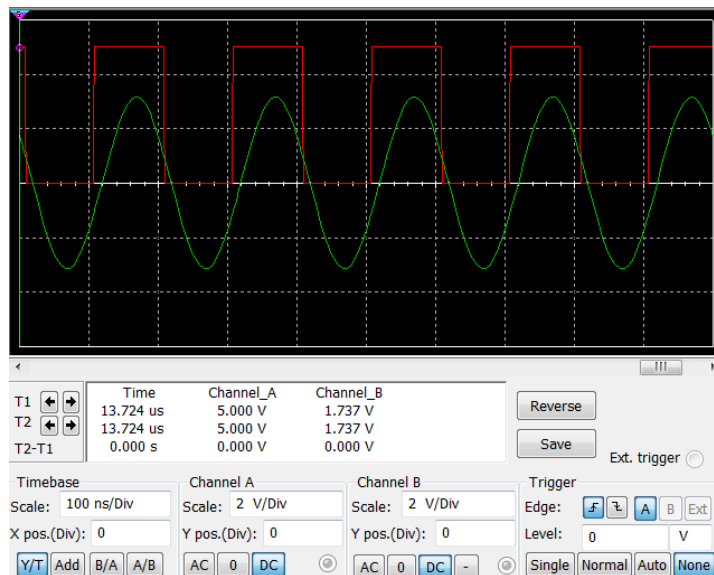 Time Channel_A Channel_B
T1 13.724 us 5.000 V 1.737 V
T2 13.724 us 5.000 V 1.737 V
T2-T1 0.000 s 0.000 V 0.000 V
Reverse
Save
Ext. trigger
Timebase
Scale: 100 ns/Div
X pos.(Div): 0
Y/T Add B/A A/B
Channel A
Scale: 2 V/Div
Y pos.(Div): 0
AC 0 DC
Channel B
Scale: 2 V/Div
Y pos.(Div): 0
AC 0 DC -
Trigger
Edge: A B Ext
Level: 0 V
Single Normal Auto None